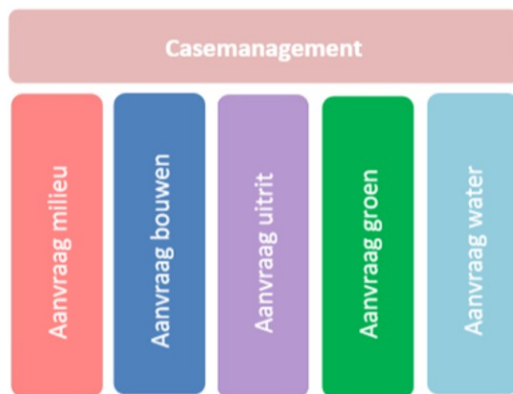 Casemanagement
Aanvraag milieu
Aanvraag bouwen
Aanvraag uitrit
Aanvraag groen
Aanvraag water